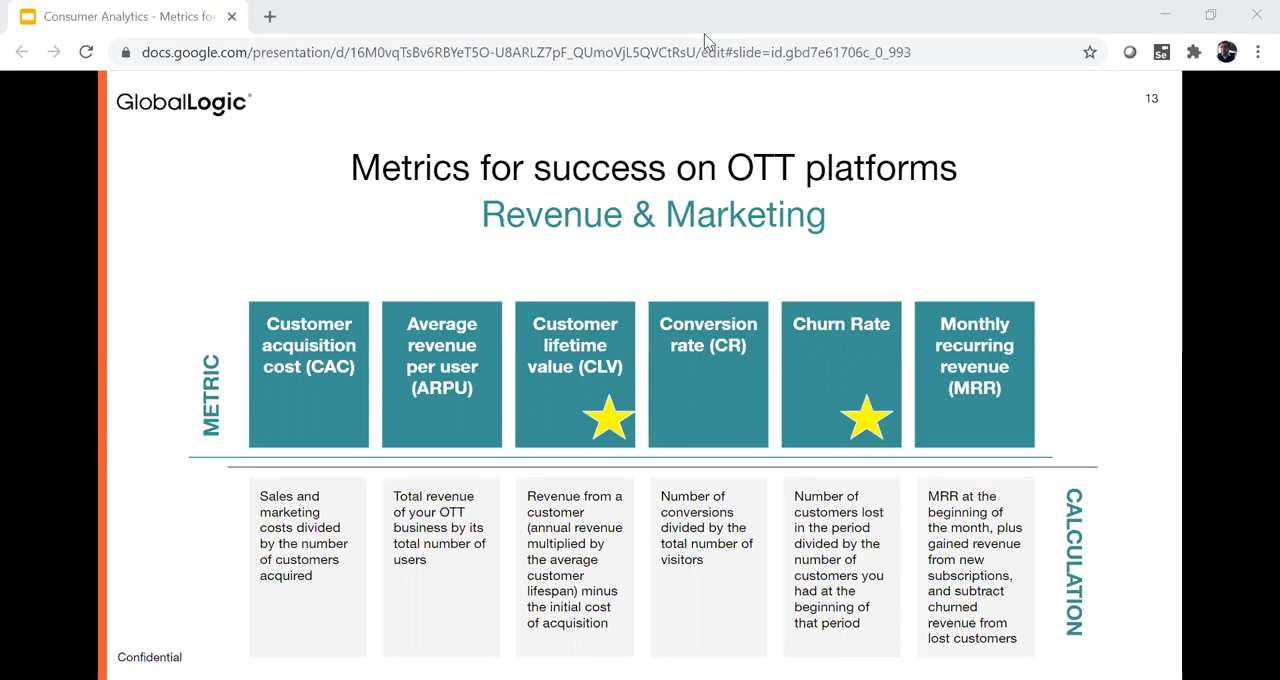 Consumer Analytics - Metrics for
docs.google.com/presentation/d/16M0vqTsBv6RBYeT5O-U8ARLZ7pF_QUmoVjL5QVCtRsU/edit#slide=id.gbd7e61706c_0_993
Se
GlobalLogic
13
Metrics for success on OTT platforms
Revenue & Marketing
METRIC
Customer
acquisition
cost (CAC)
Average
revenue
per user
(ARPU)
Customer
lifetime
value (CLV)
Conversion
rate (CR)
Churn Rate
Monthly
recurring
revenue
(MRR)
Sales and
marketing
costs divided
by the number
of customers
acquired
Total revenue
of your OTT
business by its
total number of
users
Revenue from a
customer
(annual revenue
multiplied by
the average
customer
lifespan) minus
the initial cost
of acquisition
Number of
conversions
divided by the
total number of
visitors
Number of
customers lost
in the period
divided by the
number of
customers you
had at the
beginning of
that period
MRR at the
beginning of
the month, plus
gained revenue
from new
subscriptions,
and subtract
churned
revenue from
lost customers
CALCULATION
Confidential